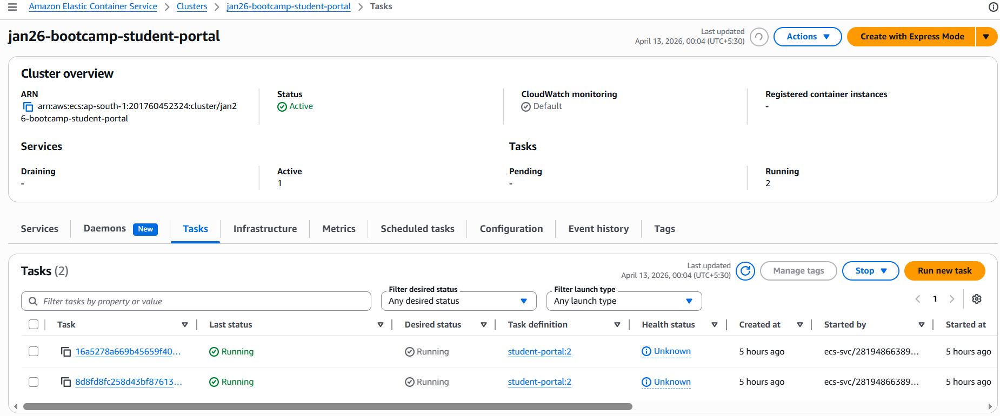 Amazon Elastic Container Service > Clusters > jan26-bootcamp-student-portal > Tasks
jan26-bootcamp-student-portal
Last updated
April 13, 2026, 00:04 (UTC+5:30)
Actions
Create with Express Mode
Cluster overview
ARN
arn:aws:ecs:ap-south-1:201760452324:cluster/jan2
6-bootcamp-student-portal
Status
Active
CloudWatch monitoring
Default
Registered container instances
-
Services
Tasks
Draining
-
Active
1
Pending
-
Running
2
Services Daemons New Tasks Infrastructure Metrics Scheduled tasks Configuration Event history Tags
Tasks (2)
Last updated
April 13, 2026, 00:04 (UTC+5:30)
Manage tags
Stop
Run new task
Filter tasks by property or value
Filter desired status
Any desired status
Filter launch type
Any launch type
1
Task Last status Desired status Task definition Health status Created at Started by Started at
16a5278a669b45659f40... Running Running student-portal:2 Unknown 5 hours ago ecs-svc/28194866389... 5 hours ago
8d8fd8fc258d43bf87613... Running Running student-portal:2 Unknown 5 hours ago ecs-svc/28194866389... 5 hours ago